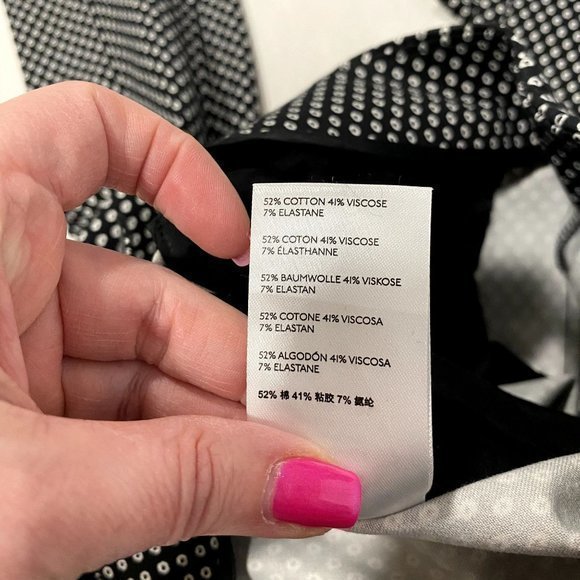 52% COTTON 41% VISCOSE
7% ELASTANE
52% COTON 41% VISCOSE
7% ÉLASTHANNE
52% BAUMWOLLE 41% VISKOSE
7% ELASTAN
52% COTONE 41% VISCOSA
7% ELASTAN
52% ALGODÓN 41% VISCOSA
7% ELASTANE
52% 棉 41% 粘胶 7% 氨纶